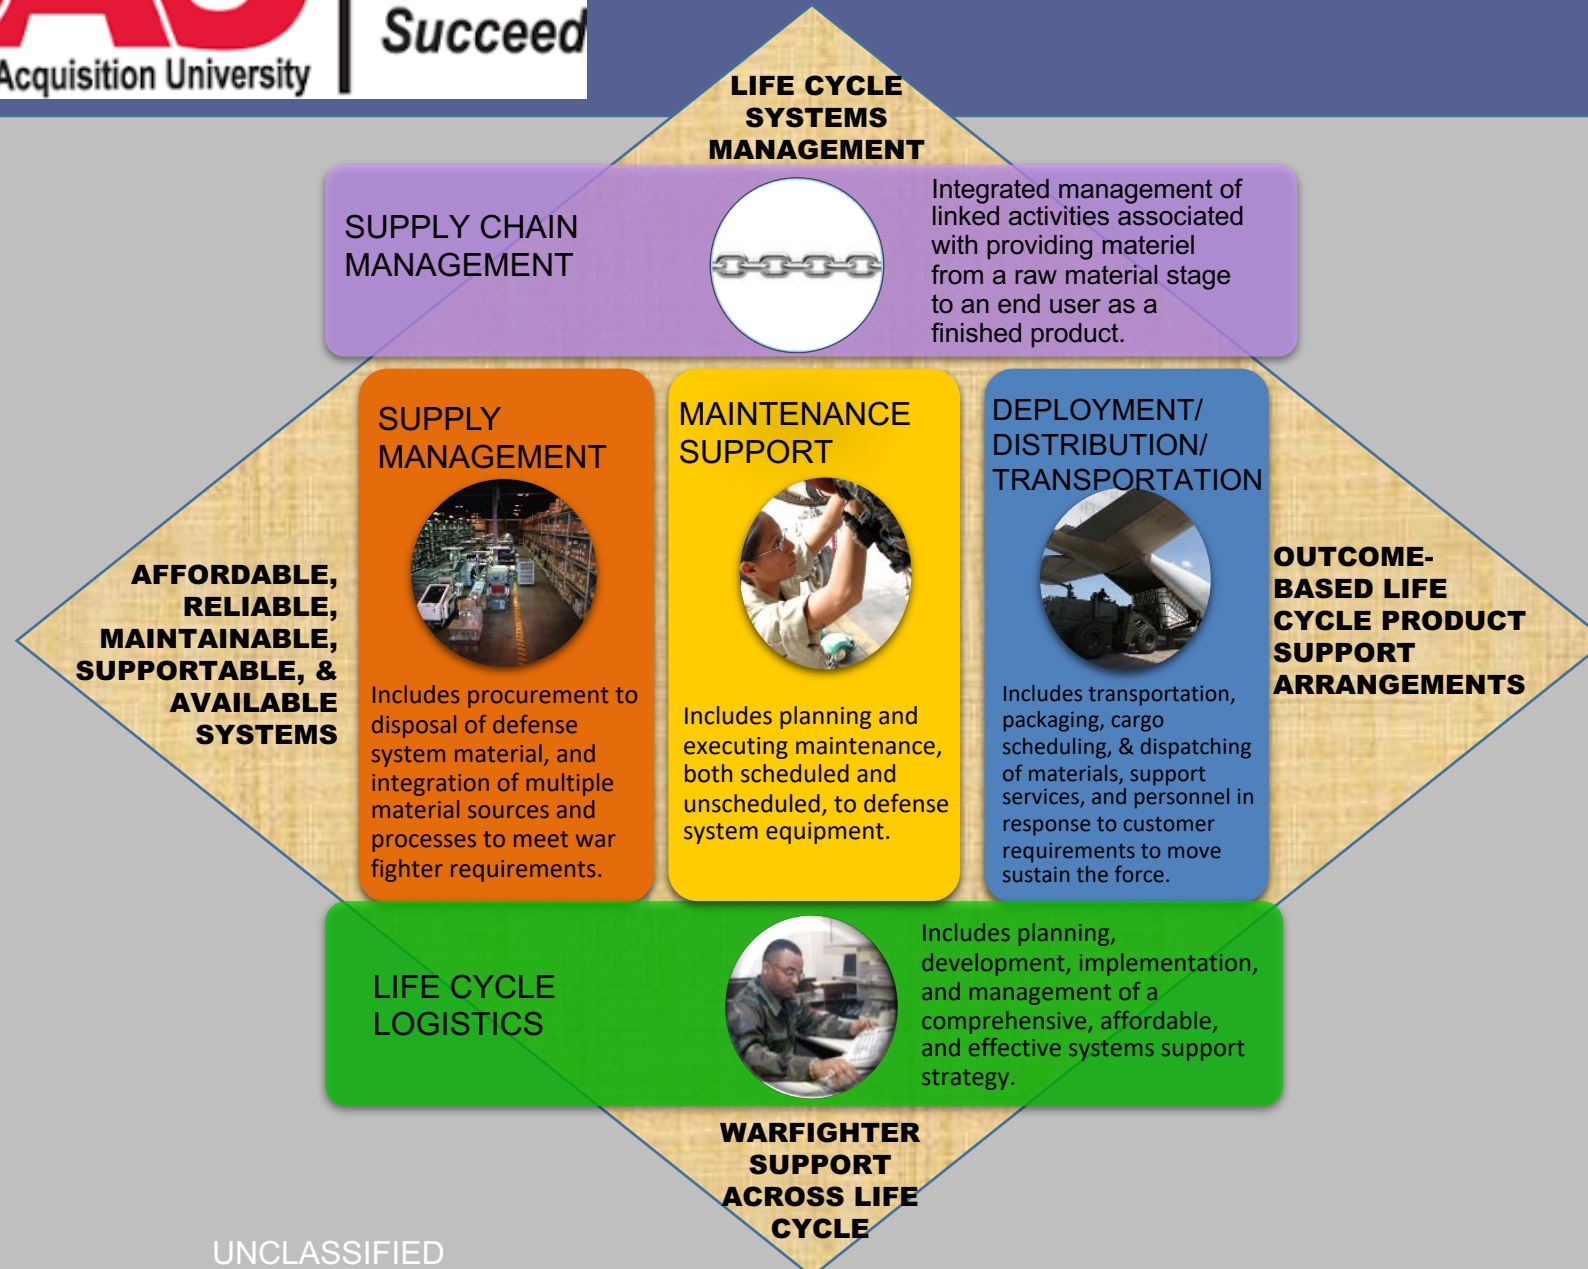 Succeed
Acquisition University
LIFE CYCLE
SYSTEMS
MANAGEMENT
SUPPLY CHAIN
MANAGEMENT
Integrated management of
linked activities associated
with providing materiel
from a raw material stage
to an end user as a
finished product.
SUPPLY
MANAGEMENT
Includes procurement to
disposal of defense
system material, and
integration of multiple
material sources and
processes to meet war
fighter requirements.
MAINTENANCE
SUPPORT
Includes planning and
executing maintenance,
both scheduled and
unscheduled, to defense
system equipment.
DEPLOYMENT/
DISTRIBUTION/
TRANSPORTATION
Includes transportation,
packaging, cargo
scheduling, & dispatching
of materials, support
services, and personnel in
response to customer
requirements to move
sustain the force.
AFFORDABLE,
RELIABLE,
MAINTAINABLE,
SUPPORTABLE, &
AVAILABLE
SYSTEMS
OUTCOME-
BASED LIFE
CYCLE PRODUCT
SUPPORT
ARRANGEMENTS
LIFE CYCLE
LOGISTICS
Includes planning,
development, implementation,
and management of a
comprehensive, affordable,
and effective systems support
strategy.
WARFIGHTER
SUPPORT
ACROSS LIFE
CYCLE
UNCLASSIFIED